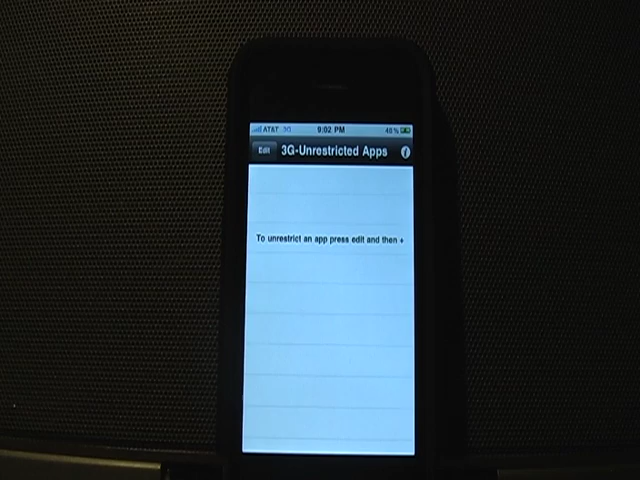 AT&T 3G 9:02 PM 48%
Edit 3G-Unrestricted Apps i
To unrestrict an app press edit and then +